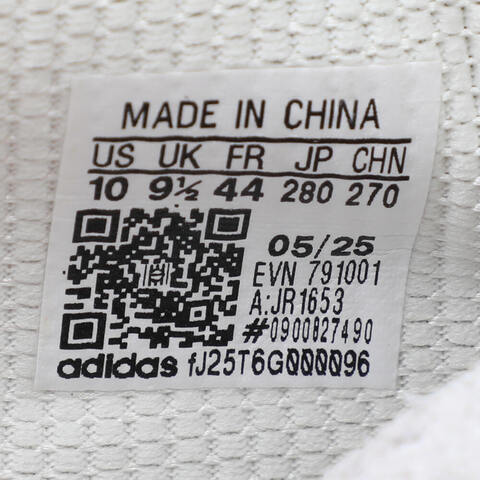 MADE IN CHINA
US UK FR JP CHN
10 9½ 44 280 270
05/25
EVN 791001
A:JR1653
#0900827490
adidas fJ25T6G000096